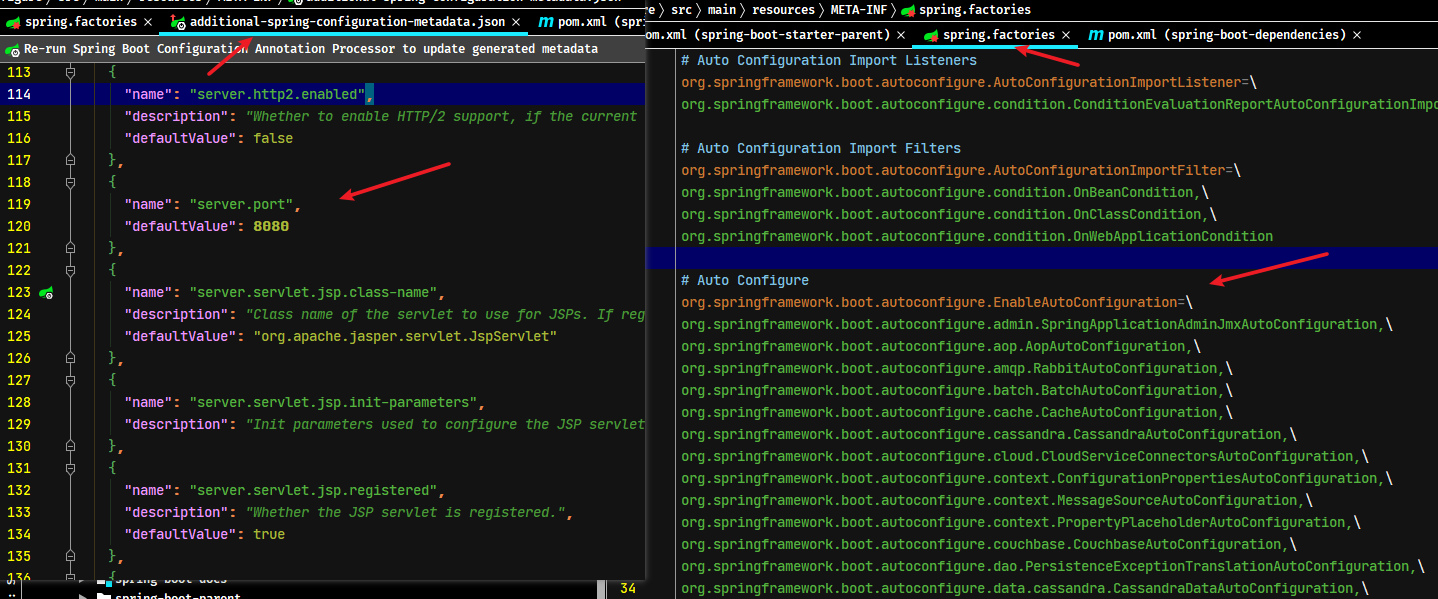 spring.factories × additional-spring-configuration-metadata.json × pom.xml (spri
Re-run Spring Boot Configuration Annotation Processor to update generated metadata
113 {
114 "name": "server.http2.enabled",
115 "description": "Whether to enable HTTP/2 support, if the current
116 "defaultValue": false
117 },
118 {
119 "name": "server.port",
120 "defaultValue": 8080
121 },
122 {
123 "name": "server.servlet.jsp.class-name",
124 "description": "Class name of the servlet to use for JSPs. If reg
125 "defaultValue": "org.apache.jasper.servlet.JspServlet"
126 },
127 {
128 "name": "server.servlet.jsp.init-parameters",
129 "description": "Init parameters used to configure the JSP servlet
130 },
131 {
132 "name": "server.servlet.jsp.registered",
133 "description": "Whether the JSP servlet is registered.",
134 "defaultValue": true
135 },
136 {
spring-boot-docs
spring-boot-parent
re 〉 src 〉 main 〉 resources 〉 META-INF 〉 spring.factories
om.xml (spring-boot-starter-parent) × spring.factories × pom.xml (spring-boot-dependencies) ×
# Auto Configuration Import Listeners
org.springframework.boot.autoconfigure.AutoConfigurationImportListener=\
org.springframework.boot.autoconfigure.condition.ConditionEvaluationReportAutoConfigurationImpo
# Auto Configuration Import Filters
org.springframework.boot.autoconfigure.AutoConfigurationImportFilter=\
org.springframework.boot.autoconfigure.condition.OnBeanCondition,\
org.springframework.boot.autoconfigure.condition.OnClassCondition,\
org.springframework.boot.autoconfigure.condition.OnWebApplicationCondition
# Auto Configure
org.springframework.boot.autoconfigure.EnableAutoConfiguration=\
org.springframework.boot.autoconfigure.admin.SpringApplicationAdminJmxAutoConfiguration,\
org.springframework.boot.autoconfigure.aop.AopAutoConfiguration,\
org.springframework.boot.autoconfigure.amqp.RabbitAutoConfiguration,\
org.springframework.boot.autoconfigure.batch.BatchAutoConfiguration,\
org.springframework.boot.autoconfigure.cache.CacheAutoConfiguration,\
org.springframework.boot.autoconfigure.cassandra.CassandraAutoConfiguration,\
org.springframework.boot.autoconfigure.cloud.CloudServiceConnectorsAutoConfiguration,\
org.springframework.boot.autoconfigure.context.ConfigurationPropertiesAutoConfiguration,\
org.springframework.boot.autoconfigure.context.MessageSourceAutoConfiguration,\
org.springframework.boot.autoconfigure.context.PropertyPlaceholderAutoConfiguration,\
org.springframework.boot.autoconfigure.couchbase.CouchbaseAutoConfiguration,\
org.springframework.boot.autoconfigure.dao.PersistenceExceptionTranslationAutoConfiguration,\
34 org.springframework.boot.autoconfigure.data.cassandra.CassandraDataAutoConfiguration,\